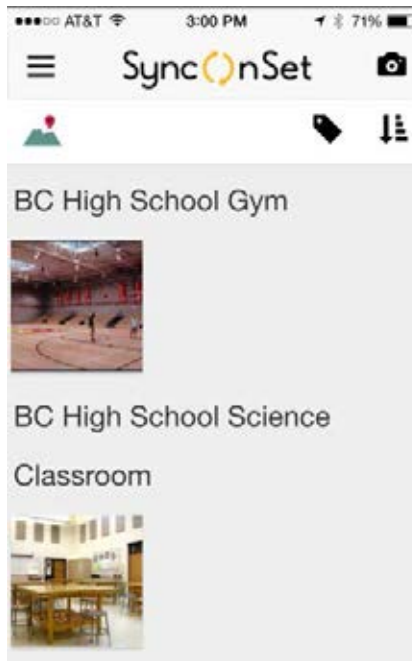 AT&T 3:00 PM 71%
SyncOnSet
BC High School Gym
BC High School Science
Classroom